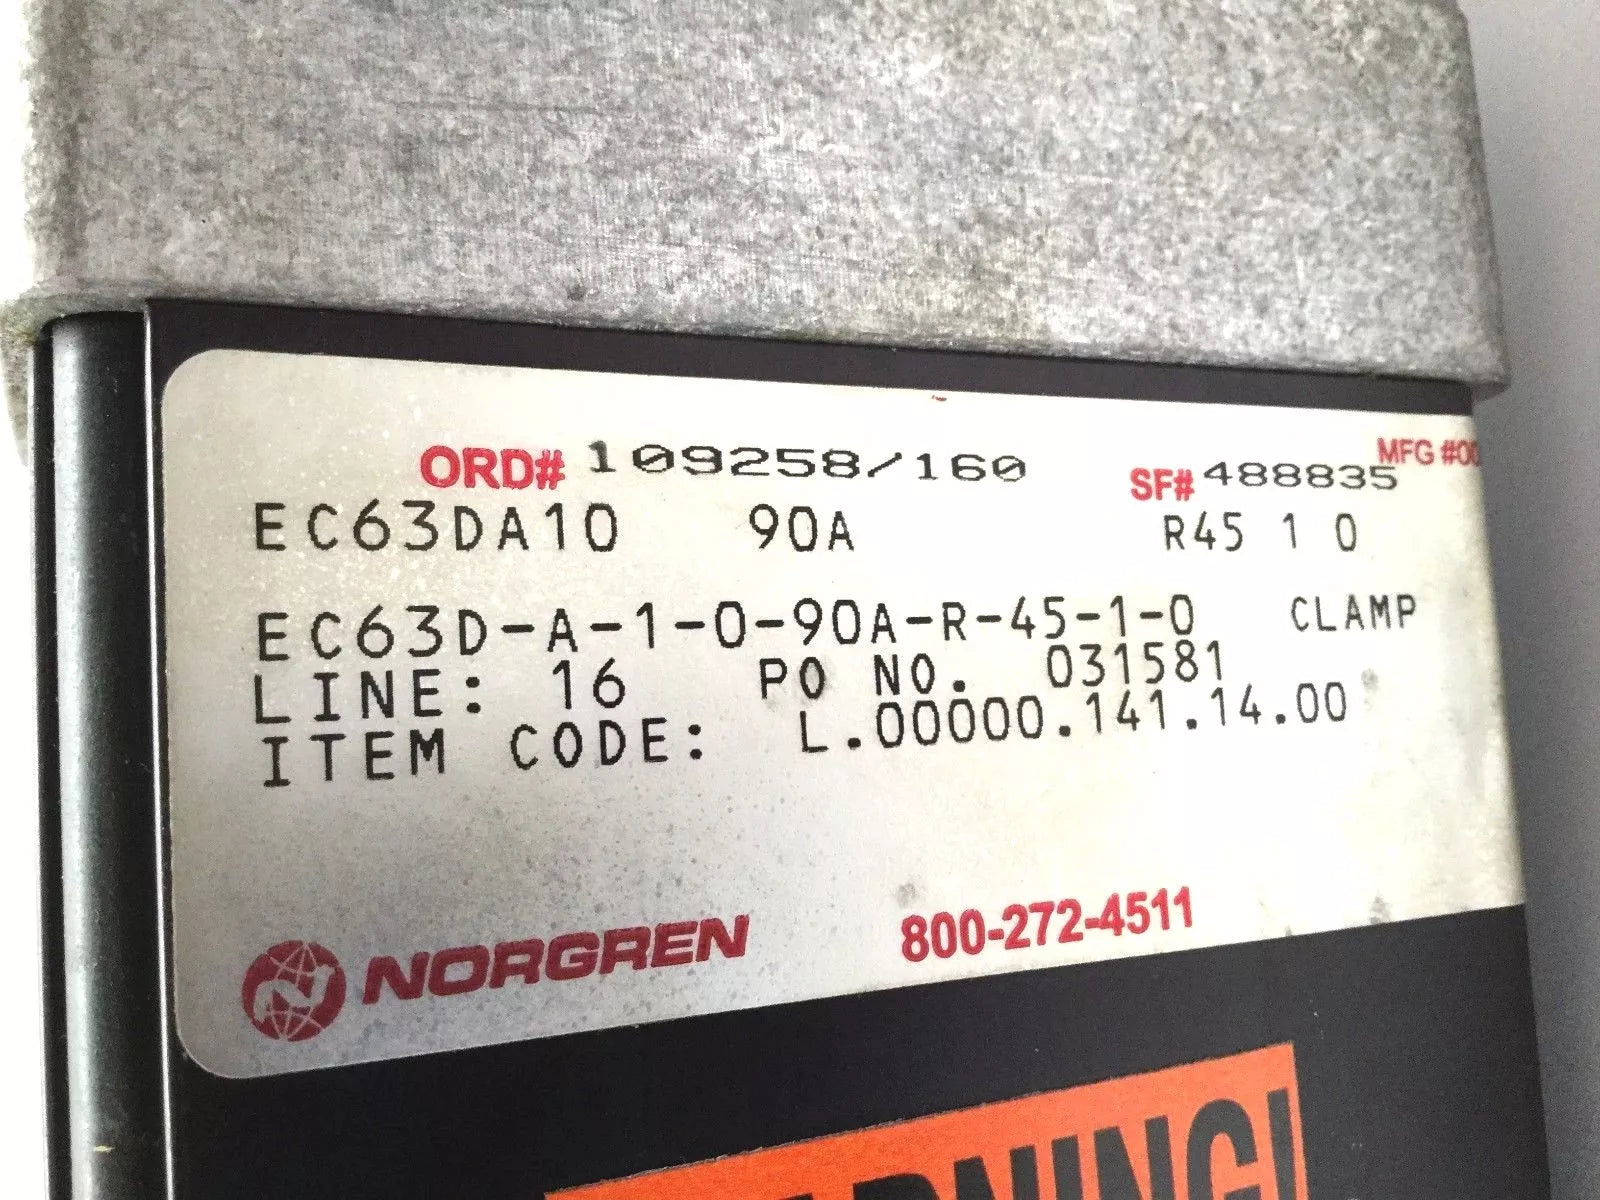 MFG #00
ORD# 109258/160 SF# 488835
EC63DA10 90A R45 1 0
EC63D-A-1-0-90A-R-45-1-0 CLAMP
LINE: 16 PO NO. 031581
ITEM CODE: L.00000.141.14.00
NORGREN 800-272-4511